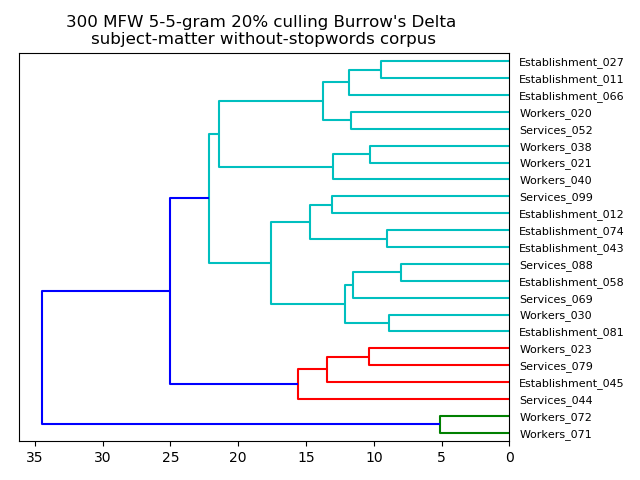 300 MFW 5-5-gram 20% culling Burrow's Delta
subject-matter without-stopwords corpus
Establishment_027
Establishment_011
Establishment_066
Workers_020
Services_052
Workers_038
Workers_021
Workers_040
Services_099
Establishment_012
Establishment_074
Establishment_043
Services_088
Establishment_058
Services_069
Workers_030
Establishment_081
Workers_023
Services_079
Establishment_045
Services_044
Workers_072
Workers_071
35 30 25 20 15 10 5 0